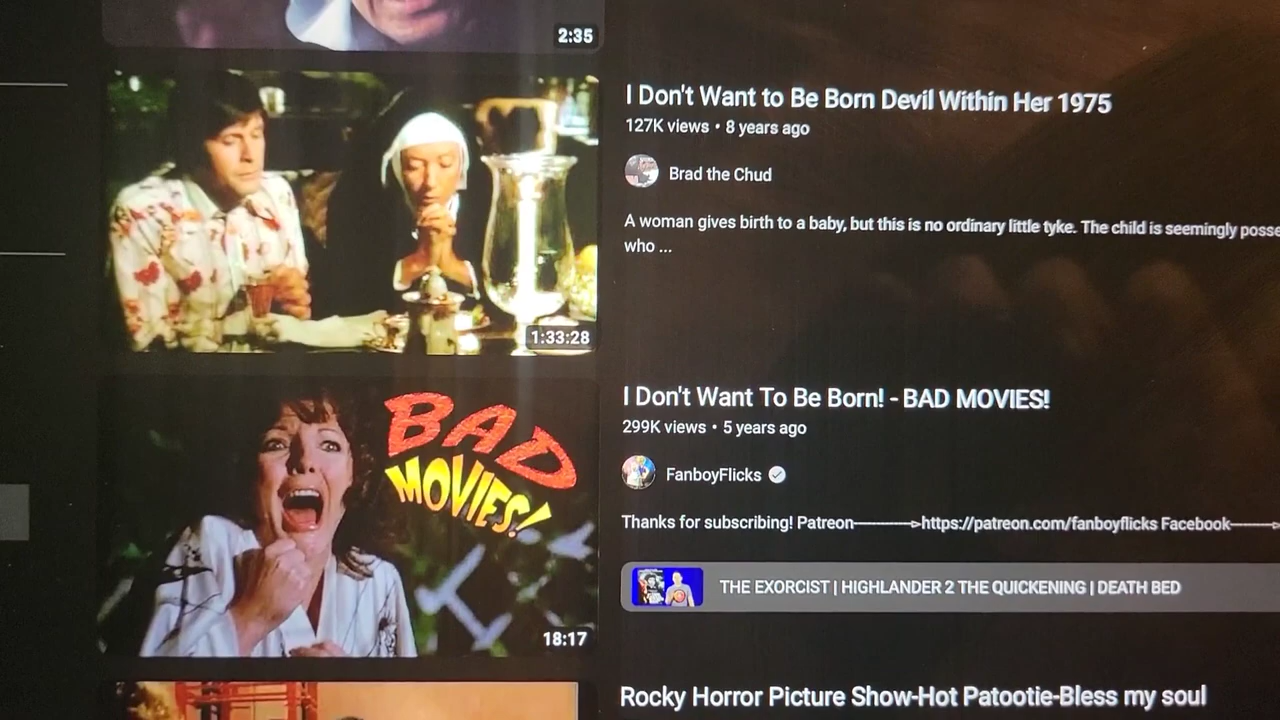 2:35
I Don't Want to Be Born Devil Within Her 1975
127K views • 8 years ago
Brad the Chud
A woman gives birth to a baby, but this is no ordinary little tyke. The child is seemingly posse
who ...
1:33:28
I Don't Want To Be Born! - BAD MOVIES!
299K views • 5 years ago
BAD
MOVIES!
FanboyFlicks
Thanks for subscribing! Patreon————⊳https://patreon.com/fanboyflicks Facebook————⊳
THE EXORCIST | HIGHLANDER 2 THE QUICKENING | DEATH BED
18:17
Rocky Horror Picture Show-Hot Patootie-Bless my soul